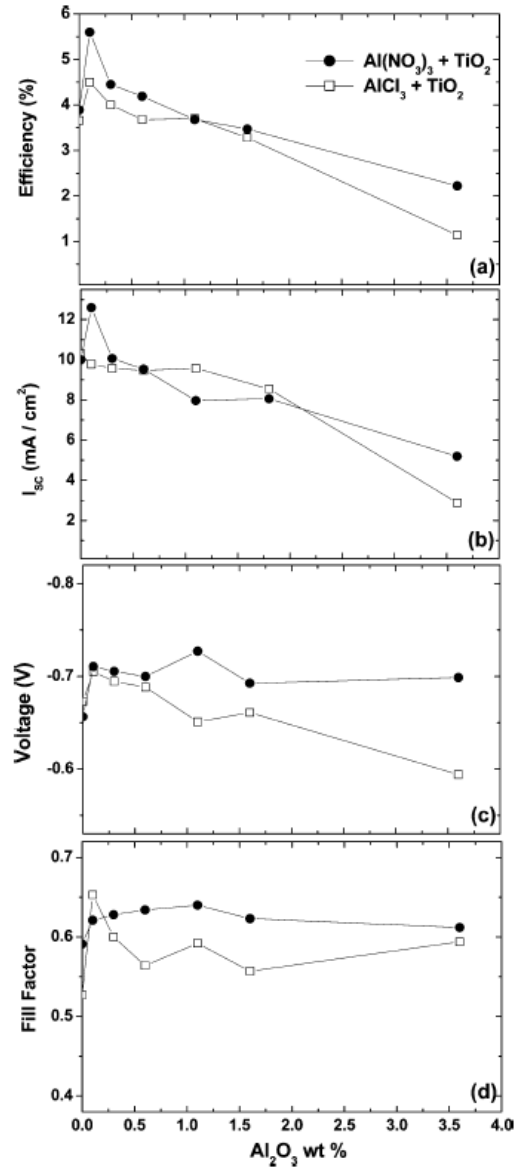 6
5
4
3
2
1
Efficiency (%)
Al(NO₃)₃ + TiO₂
AlCl₃ + TiO₂
(a)
12
10
8
6
4
2
I_SC (mA / cm²)
(b)
-0.8
-0.7
-0.6
Voltage (V)
(c)
0.7
0.6
0.5
0.4
Fill Factor
(d)
0.0 0.5 1.0 1.5 2.0 2.5 3.0 3.5 4.0
Al₂O₃ wt %